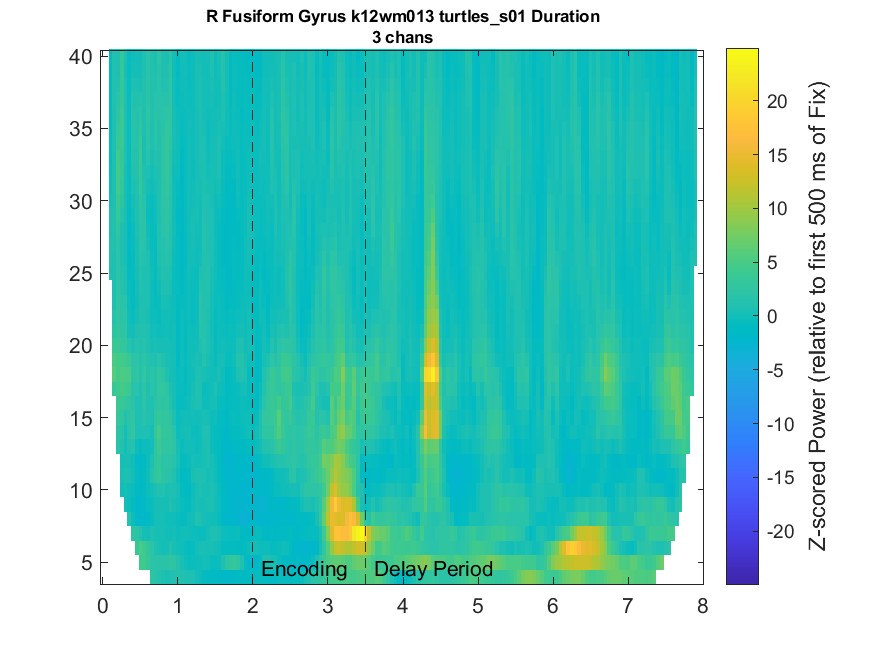 R Fusiform Gyrus k12wm013 turtles_s01 Duration
3 chans
40
35
30
25
20
15
10
5
Encoding
Delay Period
0 1 2 3 4 5 6 7 8
20
15
10
5
0
-5
-10
-15
-20
Z-scored Power (relative to first 500 ms of Fix)